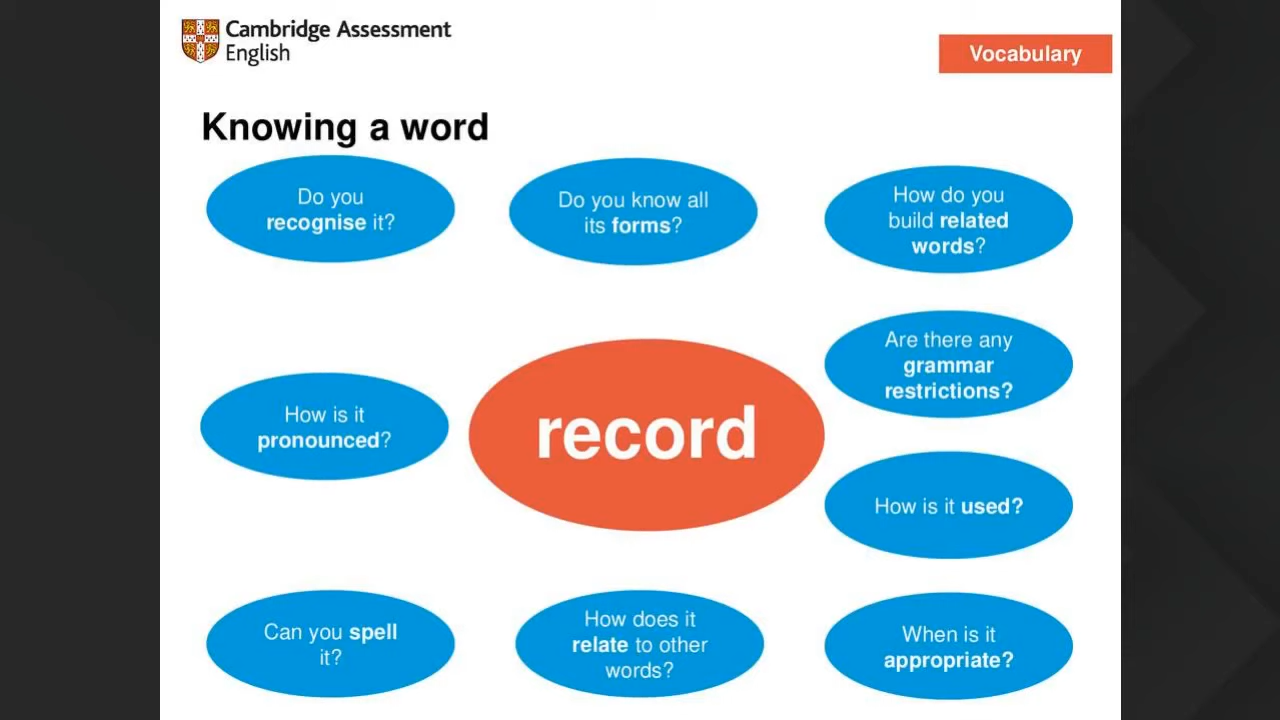 Cambridge Assessment
English
Vocabulary
Knowing a word
Do you
recognise it?
Do you know all
its forms?
How do you
build related
words?
Are there any
grammar
restrictions?
How is it
pronounced?
record
How is it used?
Can you spell
it?
How does it
relate to other
words?
When is it
appropriate?